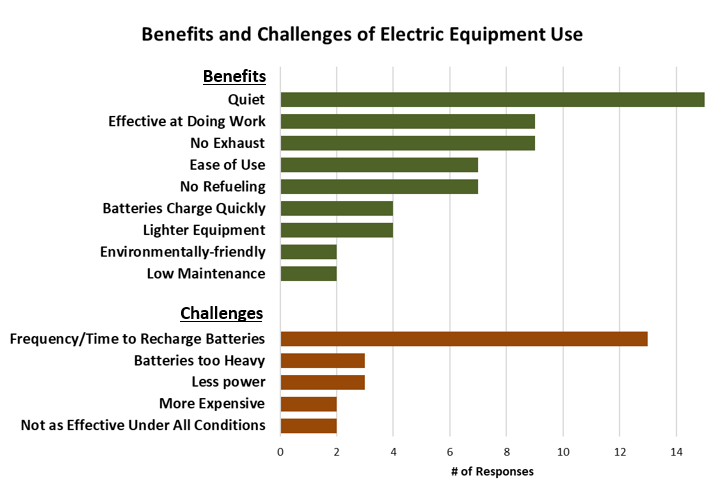 Benefits and Challenges of Electric Equipment Use
Benefits
Quiet
Effective at Doing Work
No Exhaust
Ease of Use
No Refueling
Batteries Charge Quickly
Lighter Equipment
Environmentally-friendly
Low Maintenance
Challenges
Frequency/Time to Recharge Batteries
Batteries too Heavy
Less power
More Expensive
Not as Effective Under All Conditions
0 2 4 6 8 10 12 14
# of Responses